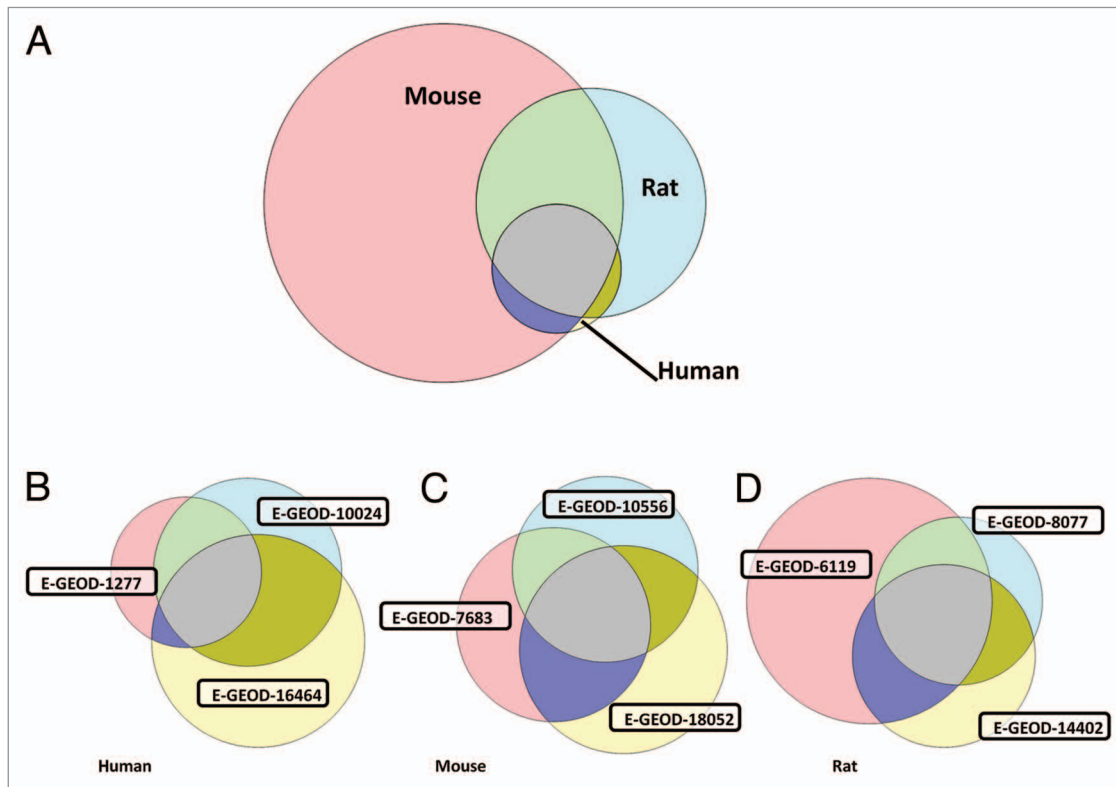 A
Mouse
Rat
Human
B
E-GEOD-10024
E-GEOD-1277
E-GEOD-16464
Human
C
E-GEOD-10556
E-GEOD-7683
E-GEOD-18052
Mouse
D
E-GEOD-8077
E-GEOD-6119
E-GEOD-14402
Rat